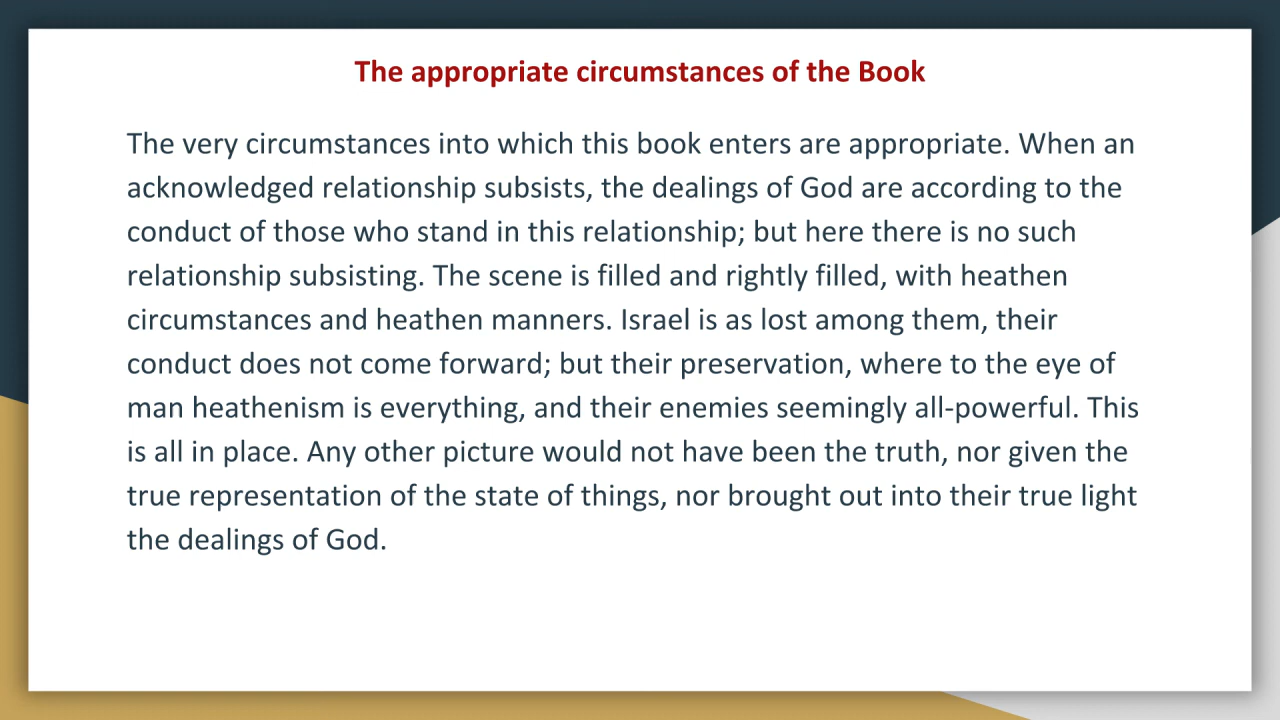 The appropriate circumstances of the Book
The very circumstances into which this book enters are appropriate. When an
acknowledged relationship subsists, the dealings of God are according to the
conduct of those who stand in this relationship; but here there is no such
relationship subsisting. The scene is filled and rightly filled, with heathen
circumstances and heathen manners. Israel is as lost among them, their
conduct does not come forward; but their preservation, where to the eye of
man heathenism is everything, and their enemies seemingly all-powerful. This
is all in place. Any other picture would not have been the truth, nor given the
true representation of the state of things, nor brought out into their true light
the dealings of God.